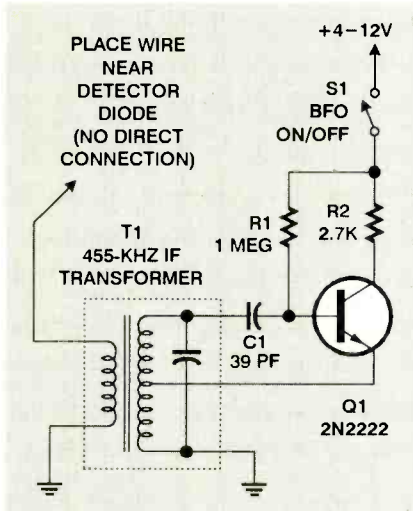 PLACE WIRE
NEAR
DETECTOR
DIODE
(NO DIRECT
CONNECTION)
+4–12V
S1
BFO
ON/OFF
T1
455-KHZ IF
TRANSFORMER
R1
1 MEG
R2
2.7K
C1
39 PF
Q1
2N2222